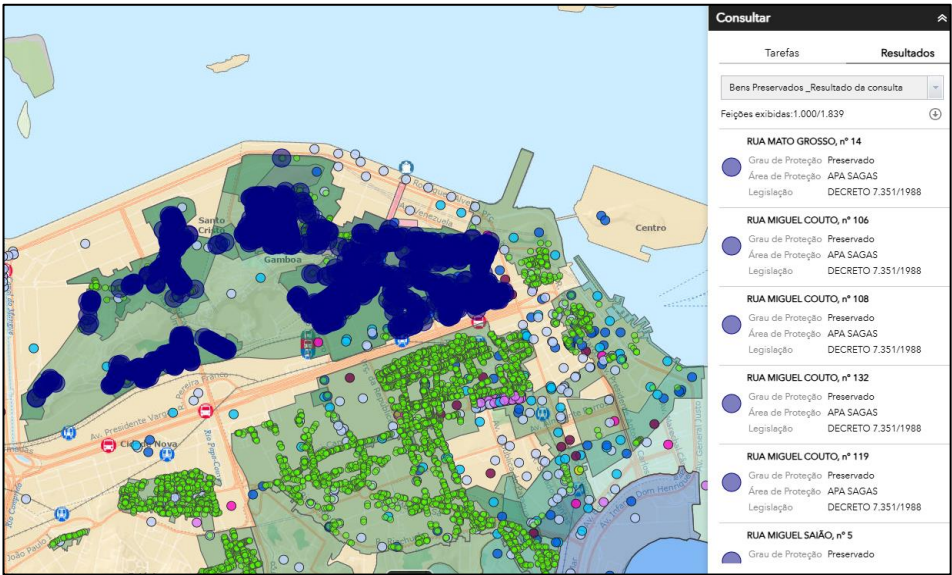 Consultar
Tarefas
Resultados
Bens Preservados _Resultado da consulta
Feições exibidas:1.000/1.839
RUA MATO GROSSO, nº 14
Grau de Proteção Preservado
Área de Proteção APA SAGAS
Legislação DECRETO 7.351/1988
RUA MIGUEL COUTO, nº 106
Grau de Proteção Preservado
Área de Proteção APA SAGAS
Legislação DECRETO 7.351/1988
RUA MIGUEL COUTO, nº 108
Grau de Proteção Preservado
Área de Proteção APA SAGAS
Legislação DECRETO 7.351/1988
RUA MIGUEL COUTO, nº 132
Grau de Proteção Preservado
Área de Proteção APA SAGAS
Legislação DECRETO 7.351/1988
RUA MIGUEL COUTO, nº 119
Grau de Proteção Preservado
Área de Proteção APA SAGAS
Legislação DECRETO 7.351/1988
RUA MIGUEL SAIÃO, nº 5
Grau de Proteção Preservado
Santo
Cristo
Gamboa
Centro
Av. Venezuela
Pereira Franco
Av. Presidente Vargas
Cidade Nova
João Paulo